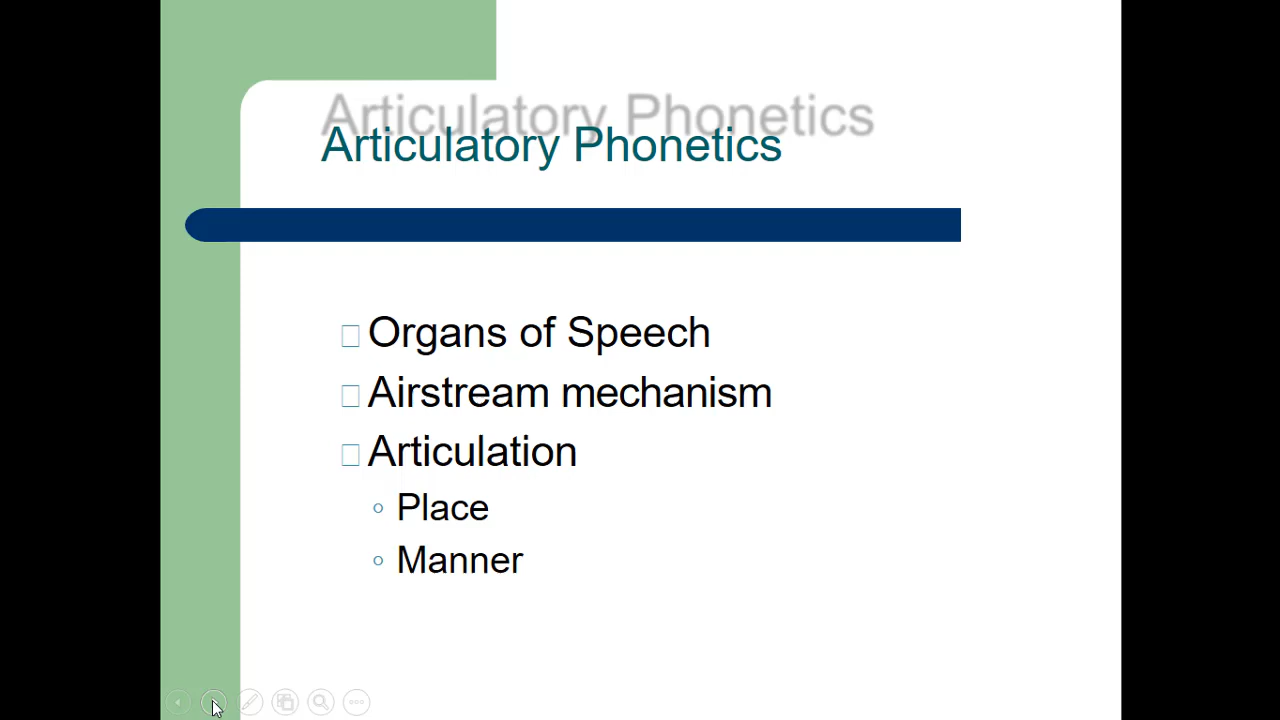 Articulatory Phonetics
Articulatory Phonetics
Organs of Speech
Airstream mechanism
Articulation
Place
Manner